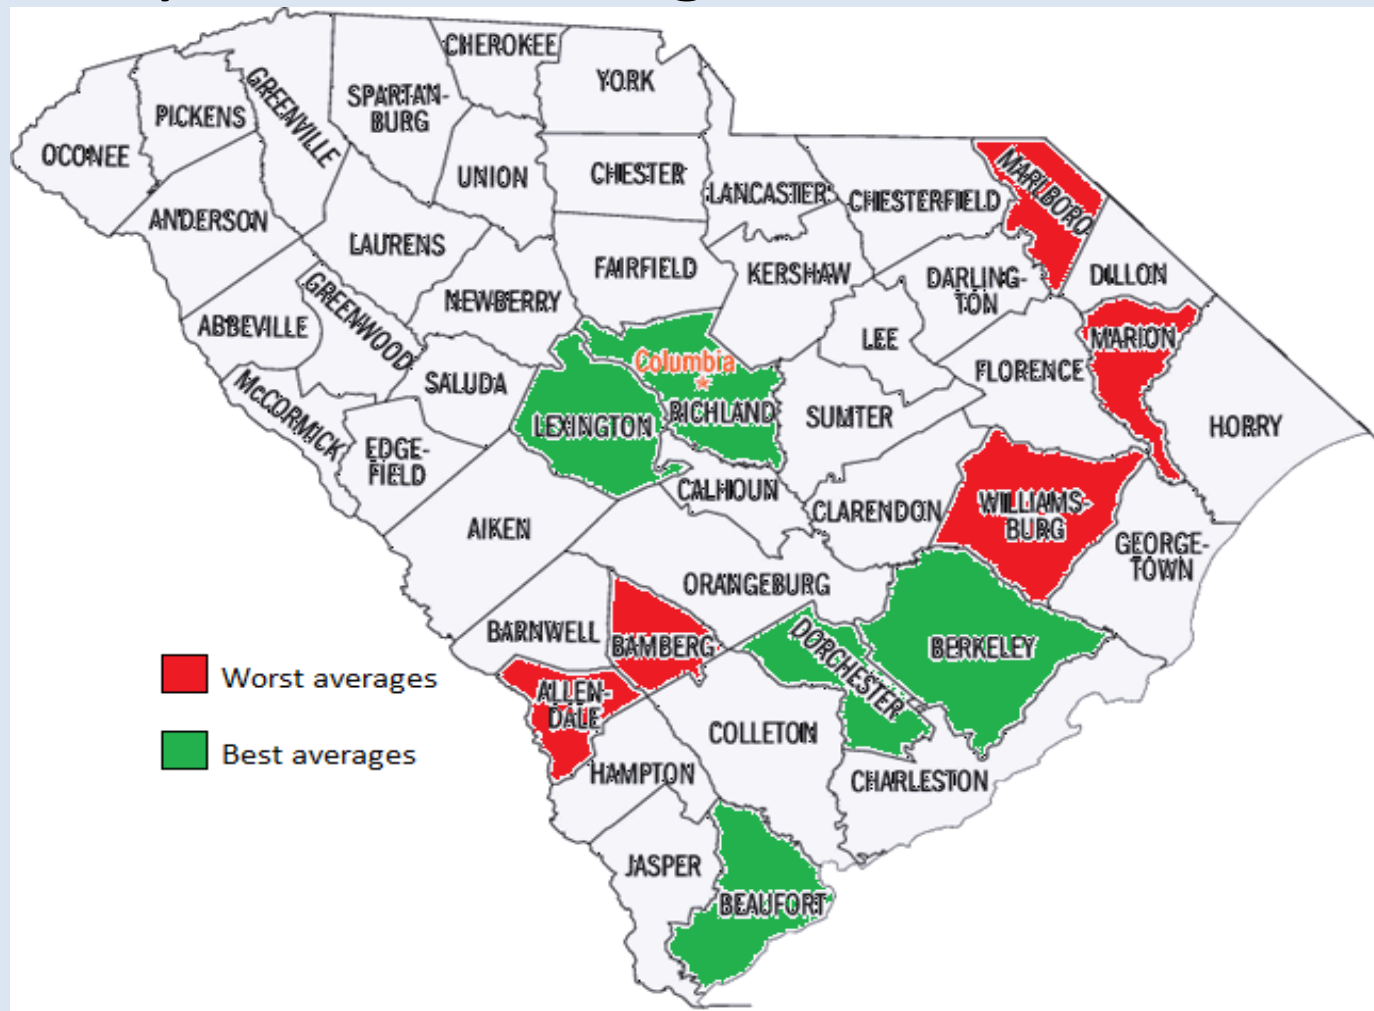 CHEROKEE
YORK
SPARTAN-
BURG
GREENVILLE
PICKENS
OCONEE
UNION
CHESTER
LANCASTER
CHESTERFIELD
MARLBORO
ANDERSON
LAURENS
FAIRFIELD
KERSHAW
DARLING-
TON
DILLON
NEWBERRY
GREENWOOD
ABBEVILLE
LEE
MARION
Columbia
FLORENCE
SALUDA
McCORMICK
LEXINGTON
RICHLAND
SUMTER
HORRY
EDGE-
FIELD
CALHOUN
CLARENDON
WILLIAMS-
BURG
AIKEN
GEORGE-
TOWN
ORANGEBURG
BARNWELL
BAMBERG
DORCHESTER
BERKELEY
Worst averages
ALLEN-
DALE
COLLETON
Best averages
HAMPTON
CHARLESTON
JASPER
BEAUFORT